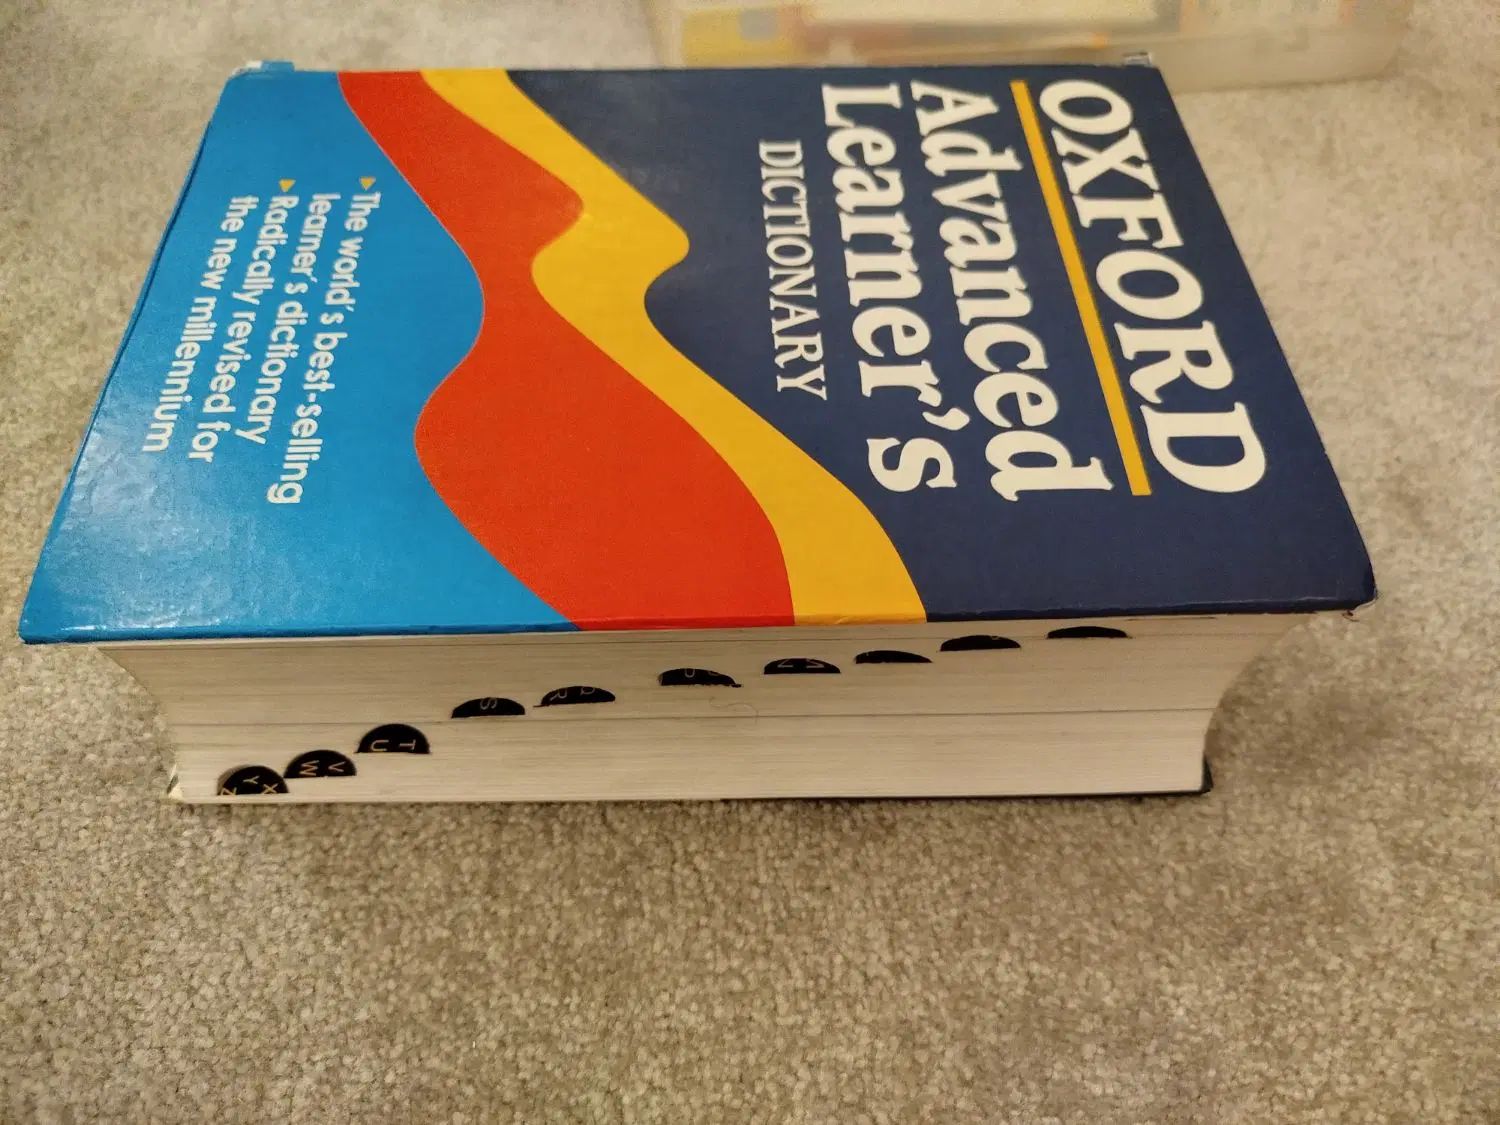 OXFORD
Advanced
Learner's
DICTIONARY
▸ The world's best-selling
learner's dictionary
▸ Radically revised for
the new millennium
N
P
Q
R
S
T
U
V
W
X
Y
Z